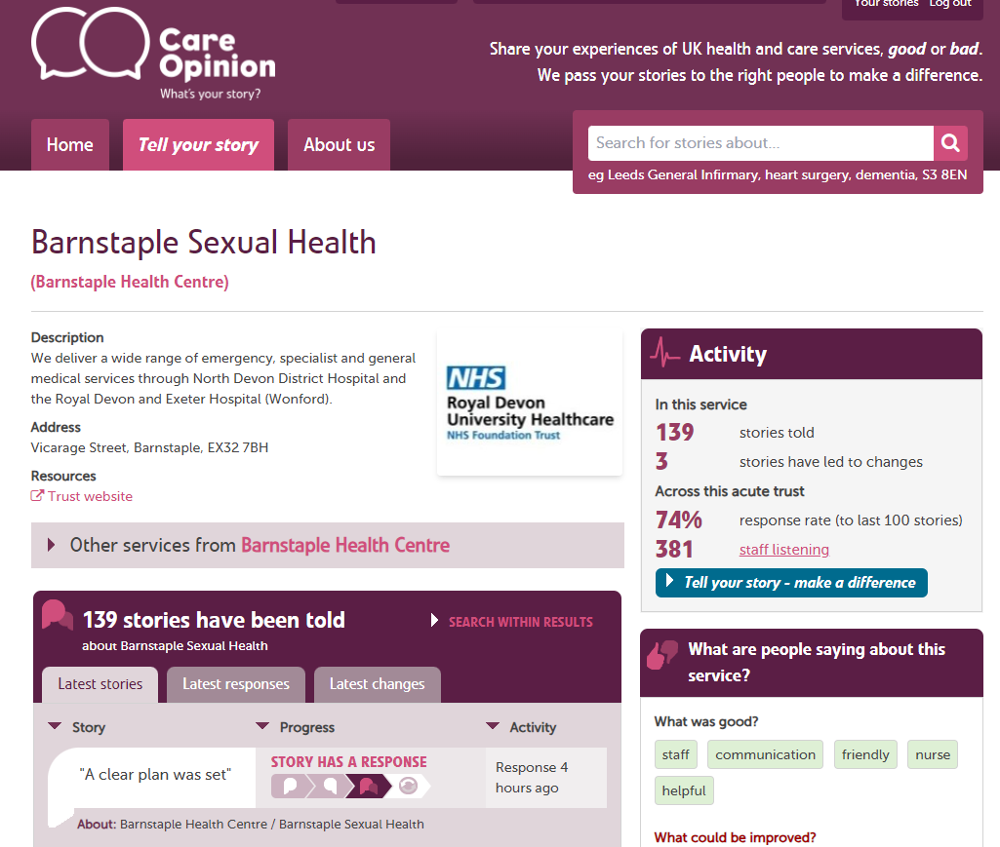 Your stories Log out
Care
Opinion
What's your story?
Share your experiences of UK health and care services, good or bad.
We pass your stories to the right people to make a difference.
Home
Tell your story
About us
Search for stories about...
eg Leeds General Infirmary, heart surgery, dementia, S3 8EN
Barnstaple Sexual Health
(Barnstaple Health Centre)
Description
We deliver a wide range of emergency, specialist and general
medical services through North Devon District Hospital and
the Royal Devon and Exeter Hospital (Wonford).
Address
Vicarage Street, Barnstaple, EX32 7BH
Resources
Trust website
NHS
Royal Devon
University Healthcare
NHS Foundation Trust
Other services from Barnstaple Health Centre
139 stories have been told
about Barnstaple Sexual Health
SEARCH WITHIN RESULTS
Latest stories
Latest responses
Latest changes
Story
Progress
Activity
"A clear plan was set"
STORY HAS A RESPONSE
Response 4
hours ago
About: Barnstaple Health Centre / Barnstaple Sexual Health
Activity
In this service
139 stories told
3 stories have led to changes
Across this acute trust
74% response rate (to last 100 stories)
381 staff listening
Tell your story - make a difference
What are people saying about this
service?
What was good?
staff communication friendly nurse
helpful
What could be improved?